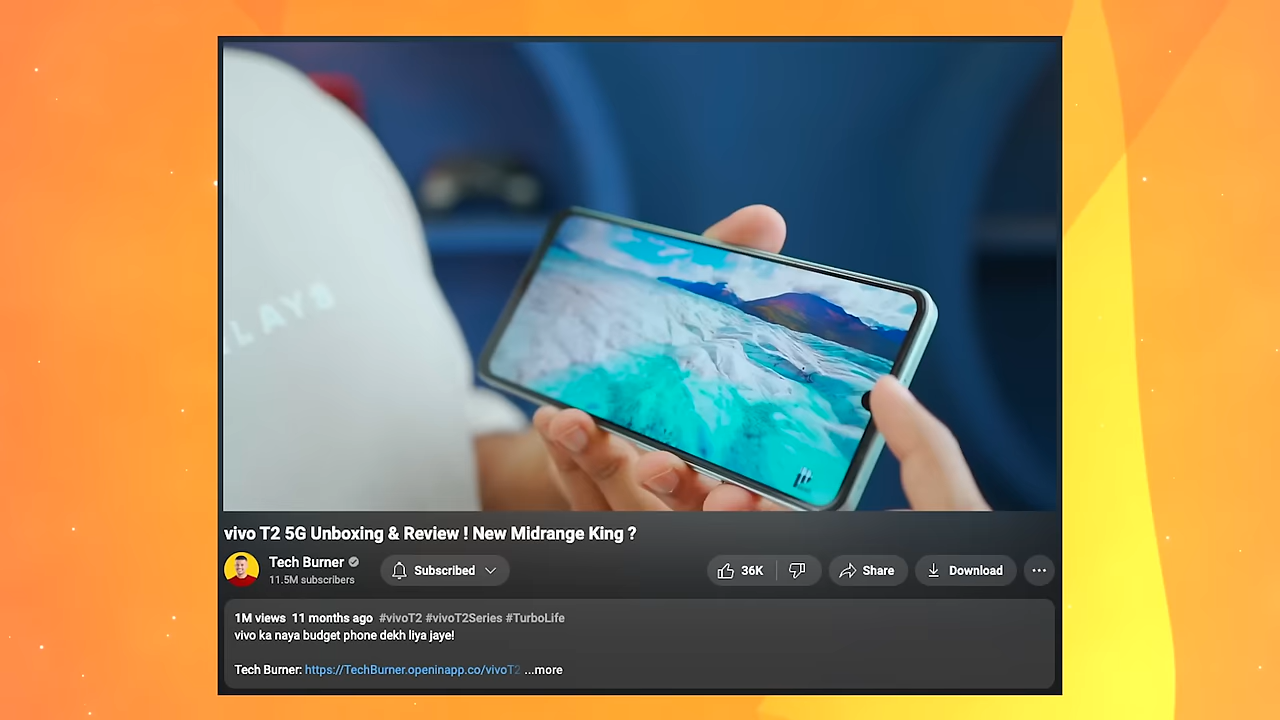 LAYS
vivo T2 5G Unboxing & Review ! New Midrange King ?
Tech Burner
11.5M subscribers
Subscribed
36K
Share
Download
1M views 11 months ago #vivoT2 #vivoT2Series #TurboLife
vivo ka naya budget phone dekh liya jaye!
Tech Burner: https://TechBurner.openinapp.co/vivoT2 ...more